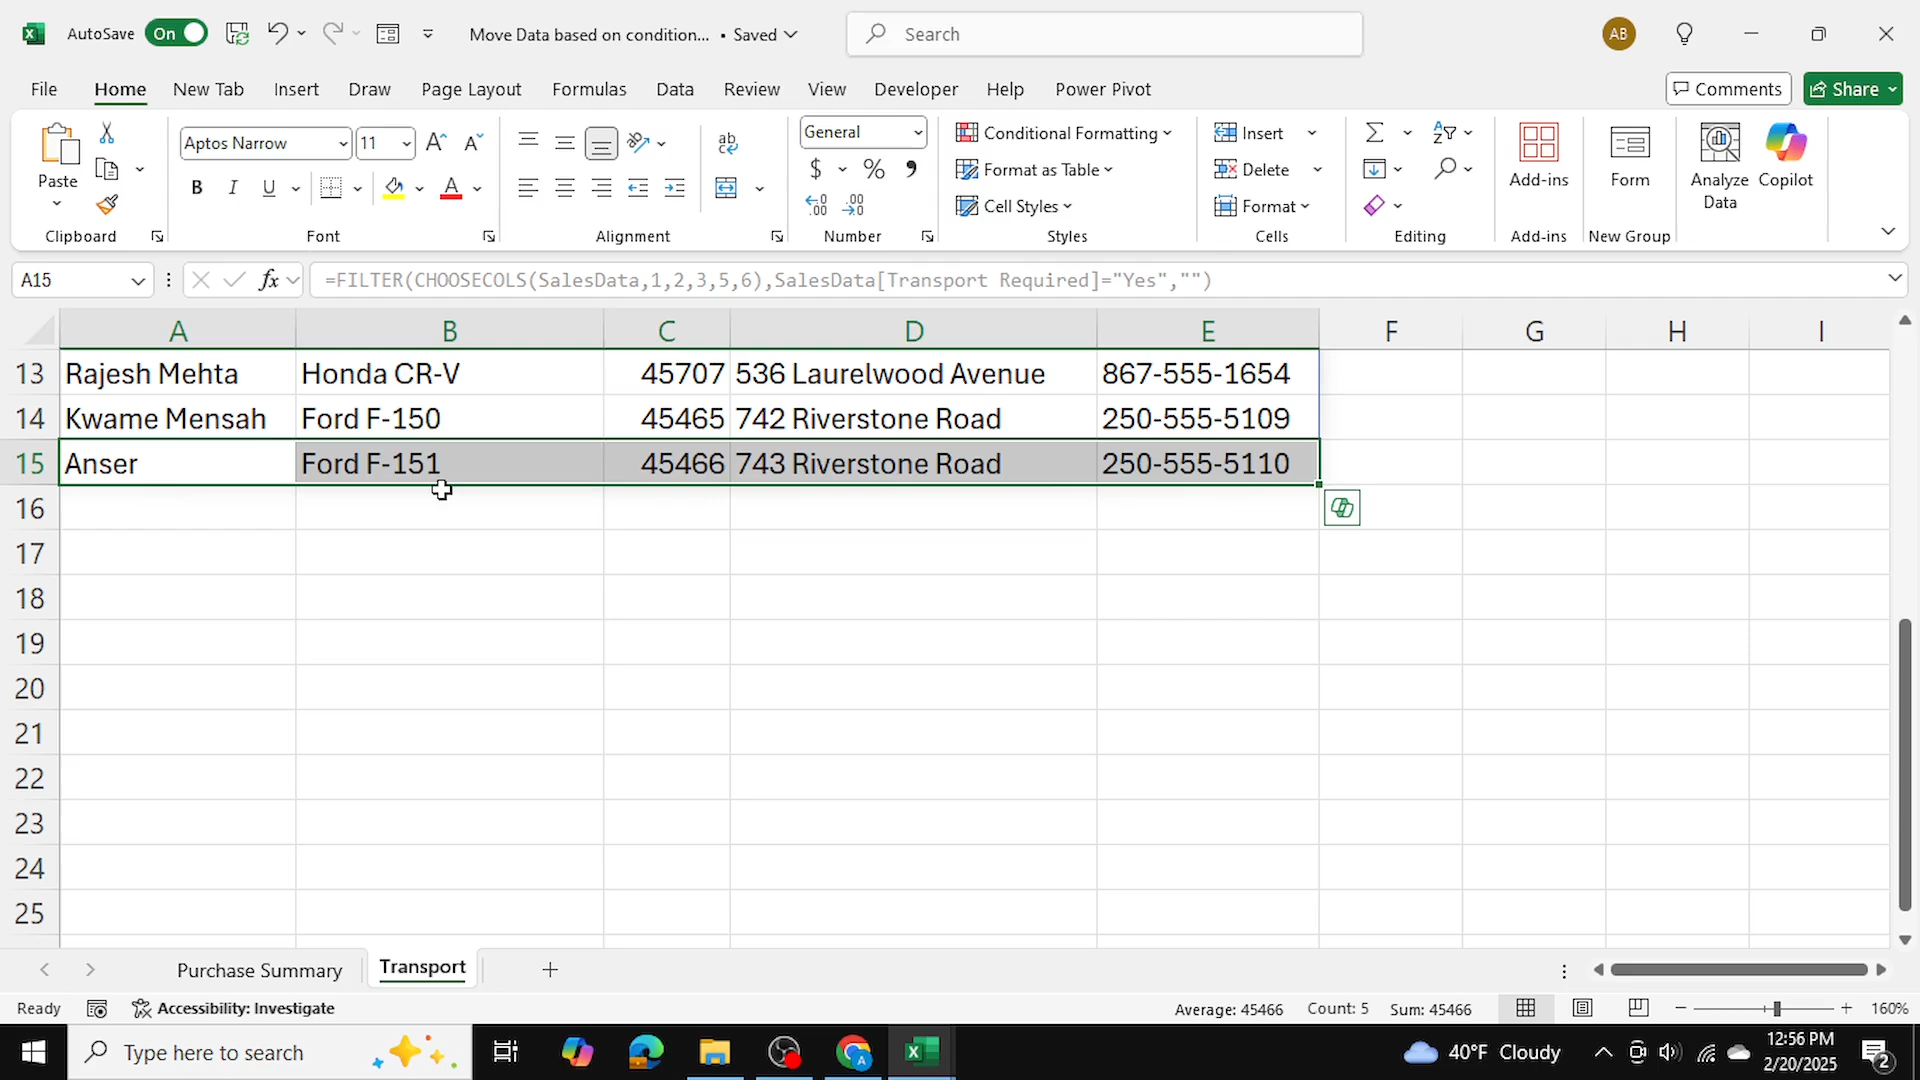 AutoSave On Move Data based on condition... • Saved Search AB
File Home New Tab Insert Draw Page Layout Formulas Data Review View Developer Help Power Pivot Comments Share
Paste Aptos Narrow 11 General Conditional Formatting Insert
Format as Table Delete Add-ins Form Analyze Data Copilot
B I U $ % 9 Cell Styles Format
Clipboard Font Alignment Number Styles Cells Editing Add-ins New Group
A15 fx =FILTER(CHOOSECOLS(SalesData,1,2,3,5,6),SalesData[Transport Required]="Yes","")
A B C D E F G H I
13 Rajesh Mehta Honda CR-V 45707 536 Laurelwood Avenue 867-555-1654
14 Kwame Mensah Ford F-150 45465 742 Riverstone Road 250-555-5109
15 Anser Ford F-151 45466 743 Riverstone Road 250-555-5110
16
17
18
19
20
21
22
23
24
25
Purchase Summary Transport
Ready Accessibility: Investigate Average: 45466 Count: 5 Sum: 45466 160%
Type here to search 40°F Cloudy 12:56 PM
2/20/2025 2